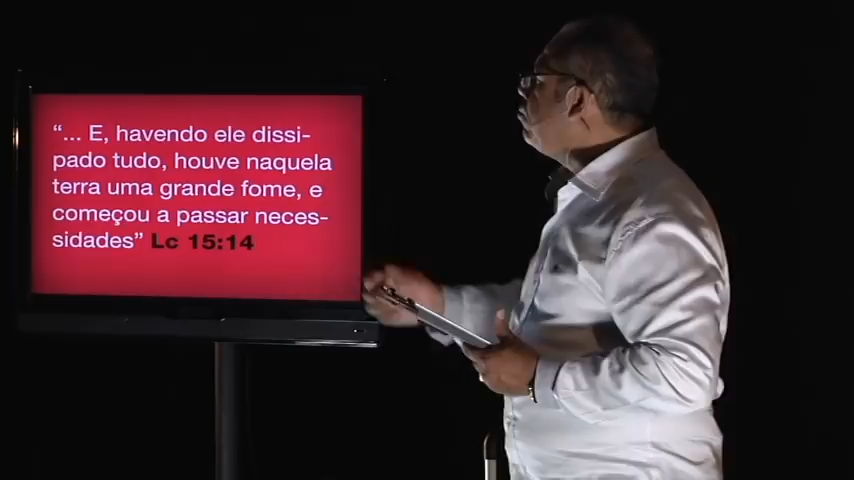 “... E, havendo ele dissi-
pado tudo, houve naquela
terra uma grande fome, e
começou a passar neces-
sidades” Lc 15:14